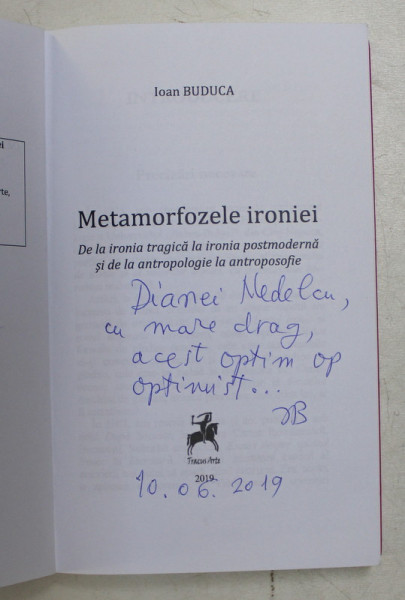 Ioan BUDUCA
Metamorfozele ironiei
De la ironia tragică la ironia postmodernă
și de la antropologie la antroposofie
Dianei Nedelcu,
cu mare drag,
acest optim op
optimist...
IB
Tracus Arte
2019
10.06.2019